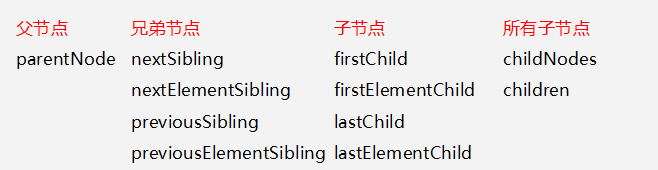 父节点 兄弟节点 子节点 所有子节点
parentNode nextSibling firstChild childNodes
nextElementSibling firstElementChild children
previousSibling lastChild
previousElementSibling lastElementChild